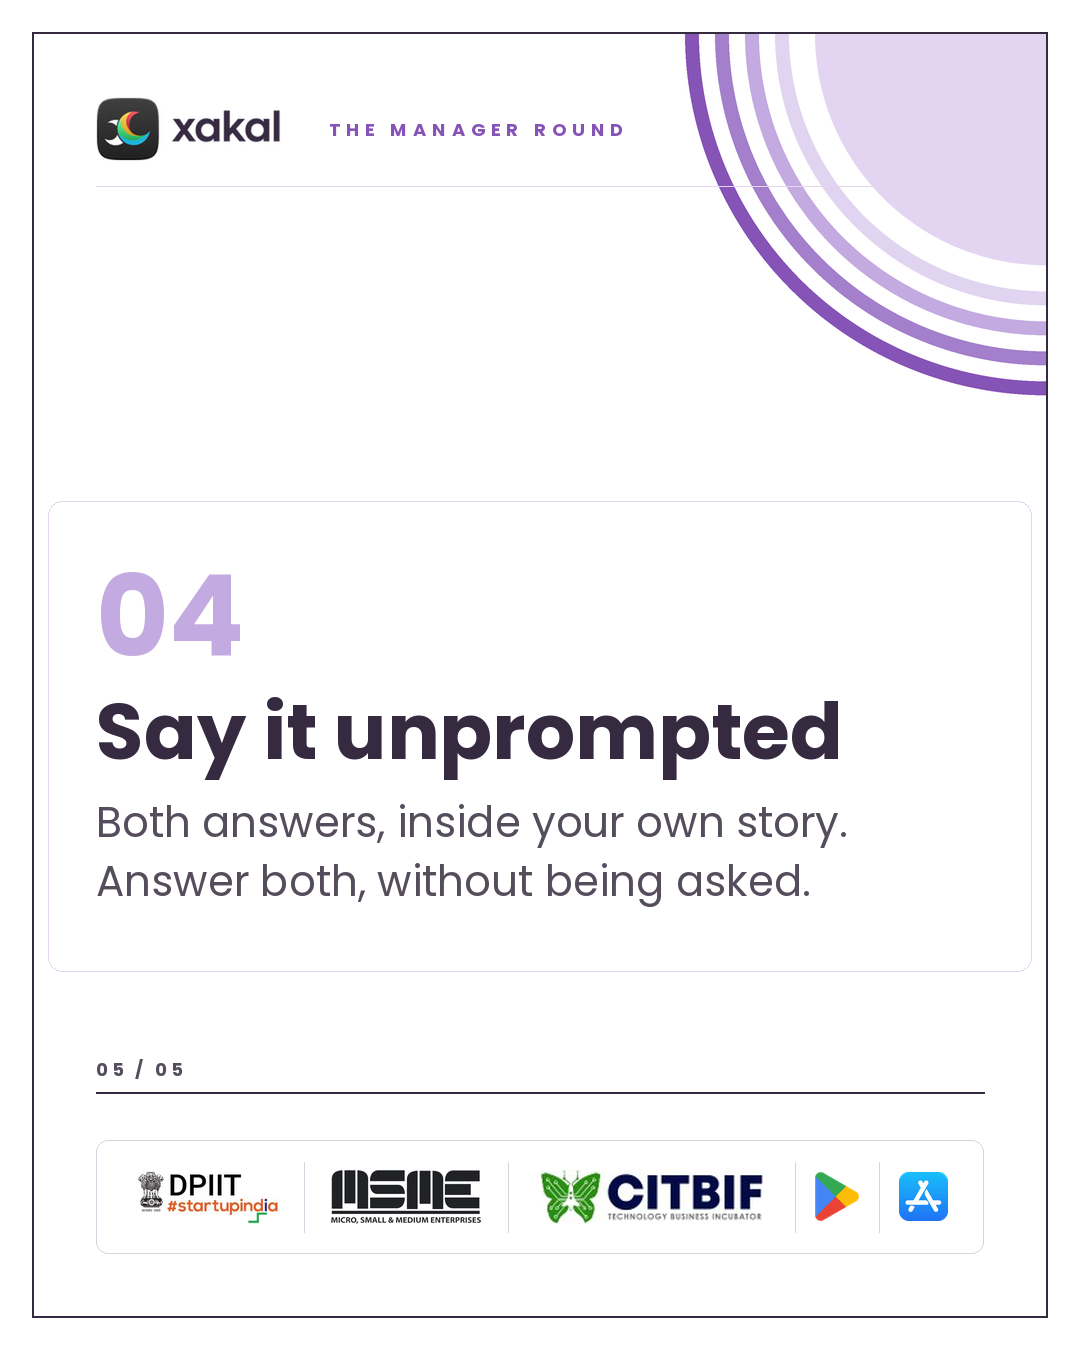 xakal
THE MANAGER ROUND
04
Say it unprompted
Both answers, inside your own story.
Answer both, without being asked.
05 / 05
DPIIT
#startupindia
MSME
MICRO, SMALL & MEDIUM ENTERPRISES
CITBIF
TECHNOLOGY BUSINESS INCUBATOR